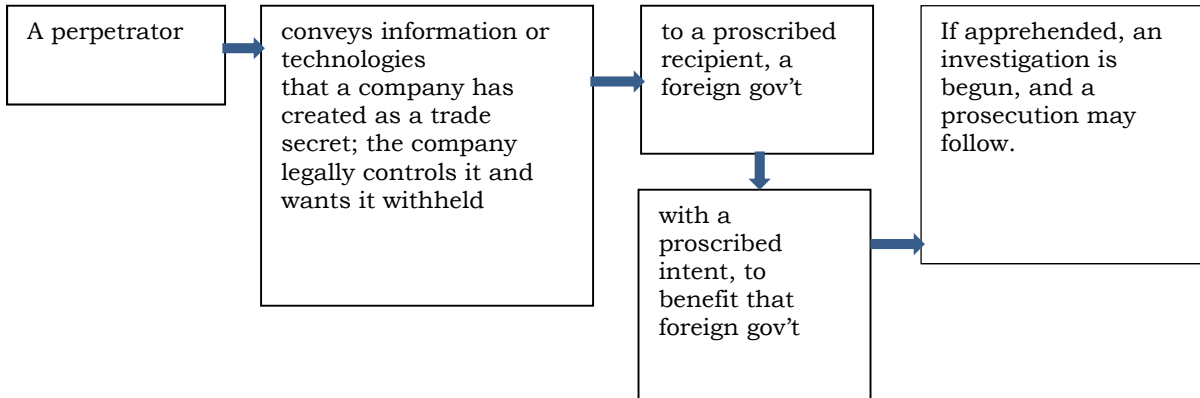 A perpetrator
conveys information or
technologies
that a company has
created as a trade
secret; the company
legally controls it and
wants it withheld
to a proscribed
recipient, a
foreign gov’t
with a
proscribed
intent, to
benefit that
foreign gov’t
If apprehended, an
investigation is
begun, and a
prosecution may
follow.